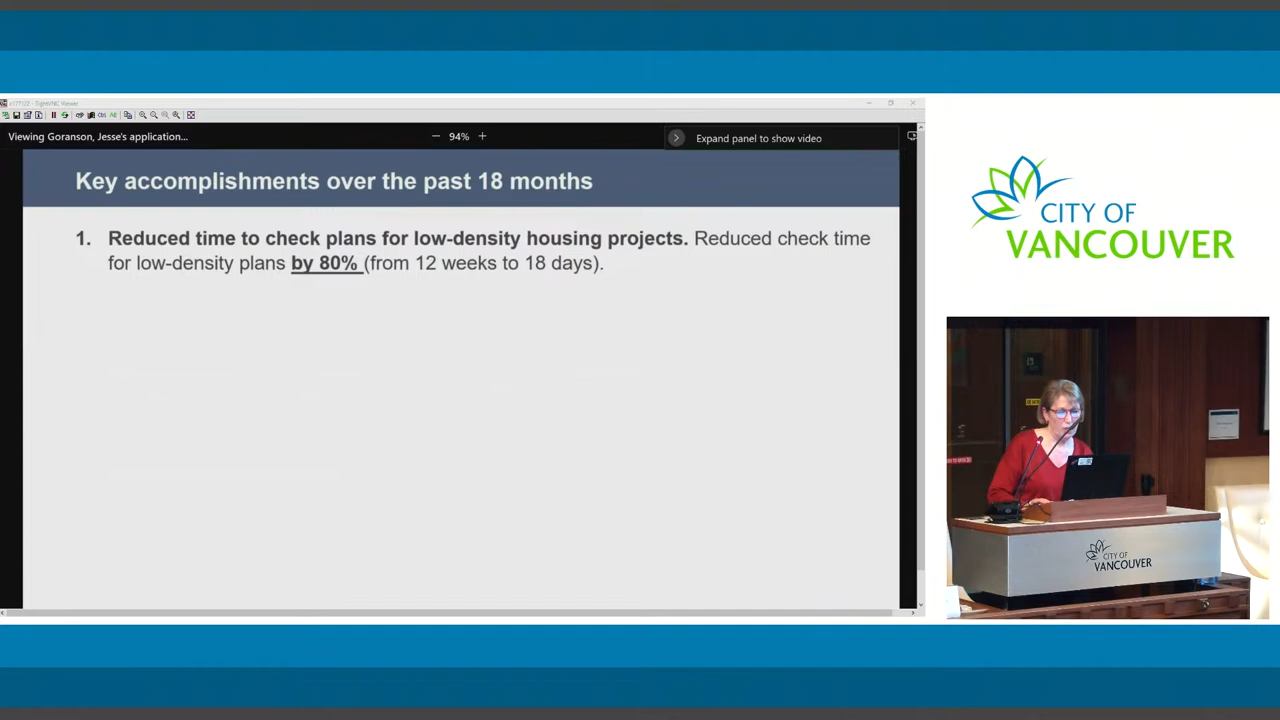 Viewing Goranson, Jesse's application...
94%
Expand panel to show video
Key accomplishments over the past 18 months
1. Reduced time to check plans for low-density housing projects. Reduced check time
for low-density plans by 80% (from 12 weeks to 18 days).
CITY OF
VANCOUVER
CITY OF
VANCOUVER